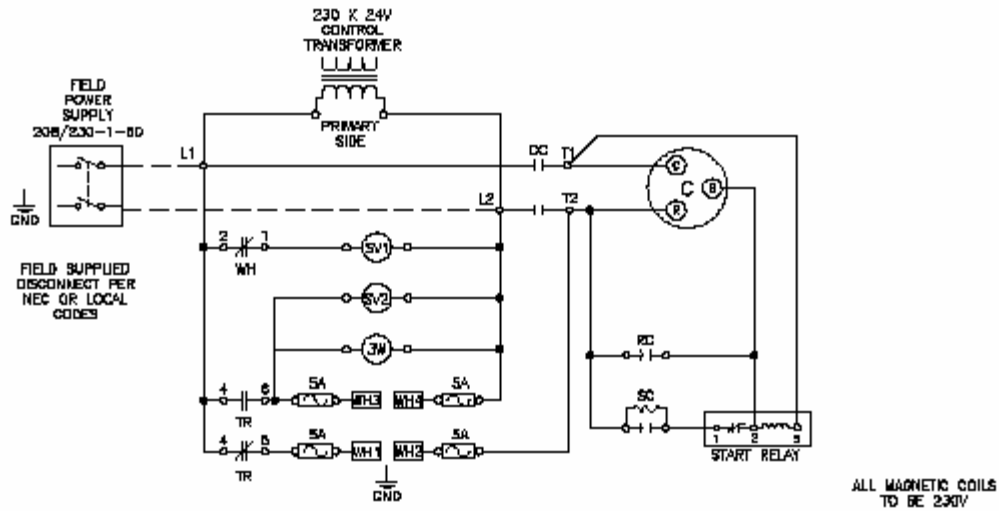 230 X 24V
CONTROL
TRANSFORMER
FIELD
POWER
SUPPLY
208/230-1-60
PRIMARY
SIDE
L1
CC
T1
C
C
S
R
L2
T2
GND
2
1
WH
SV1
FIELD SUPPLIED
DISCONNECT PER
NEC OR LOCAL
CODES
SV2
3W
RC
4
6
TR
5A
WH3
WH4
5A
SC
1
2
5
START RELAY
4
5
TR
5A
WH1
WH2
5A
GND
ALL MAGNETIC COILS
TO BE 230V